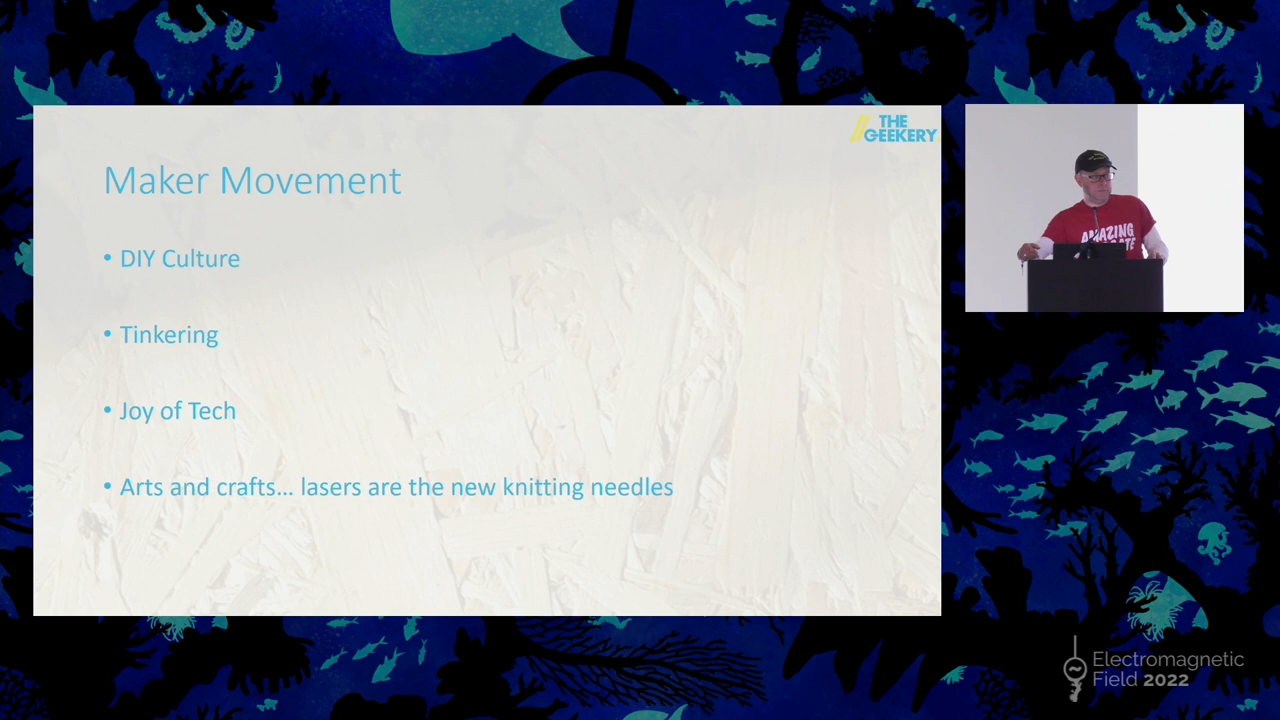 THE
GEEKERY
Maker Movement
• DIY Culture
• Tinkering
• Joy of Tech
• Arts and crafts... lasers are the new knitting needles
AMAZING
Electromagnetic
Field 2022